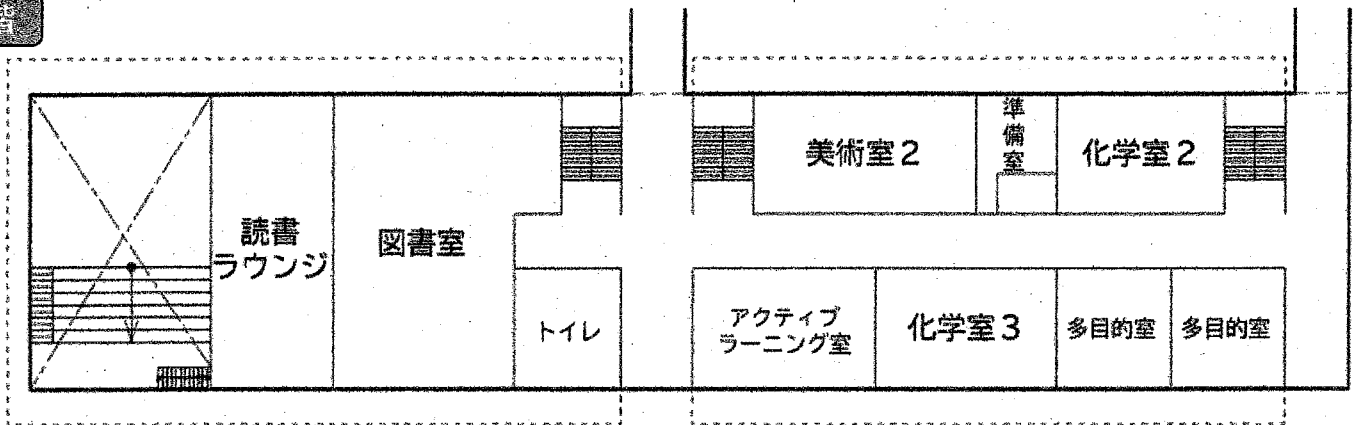 階
準備室
美術室2
化学室2
読書
ラウンジ
図書室
トイレ
アクティブ
ラーニング室
化学室3
多目的室
多目的室